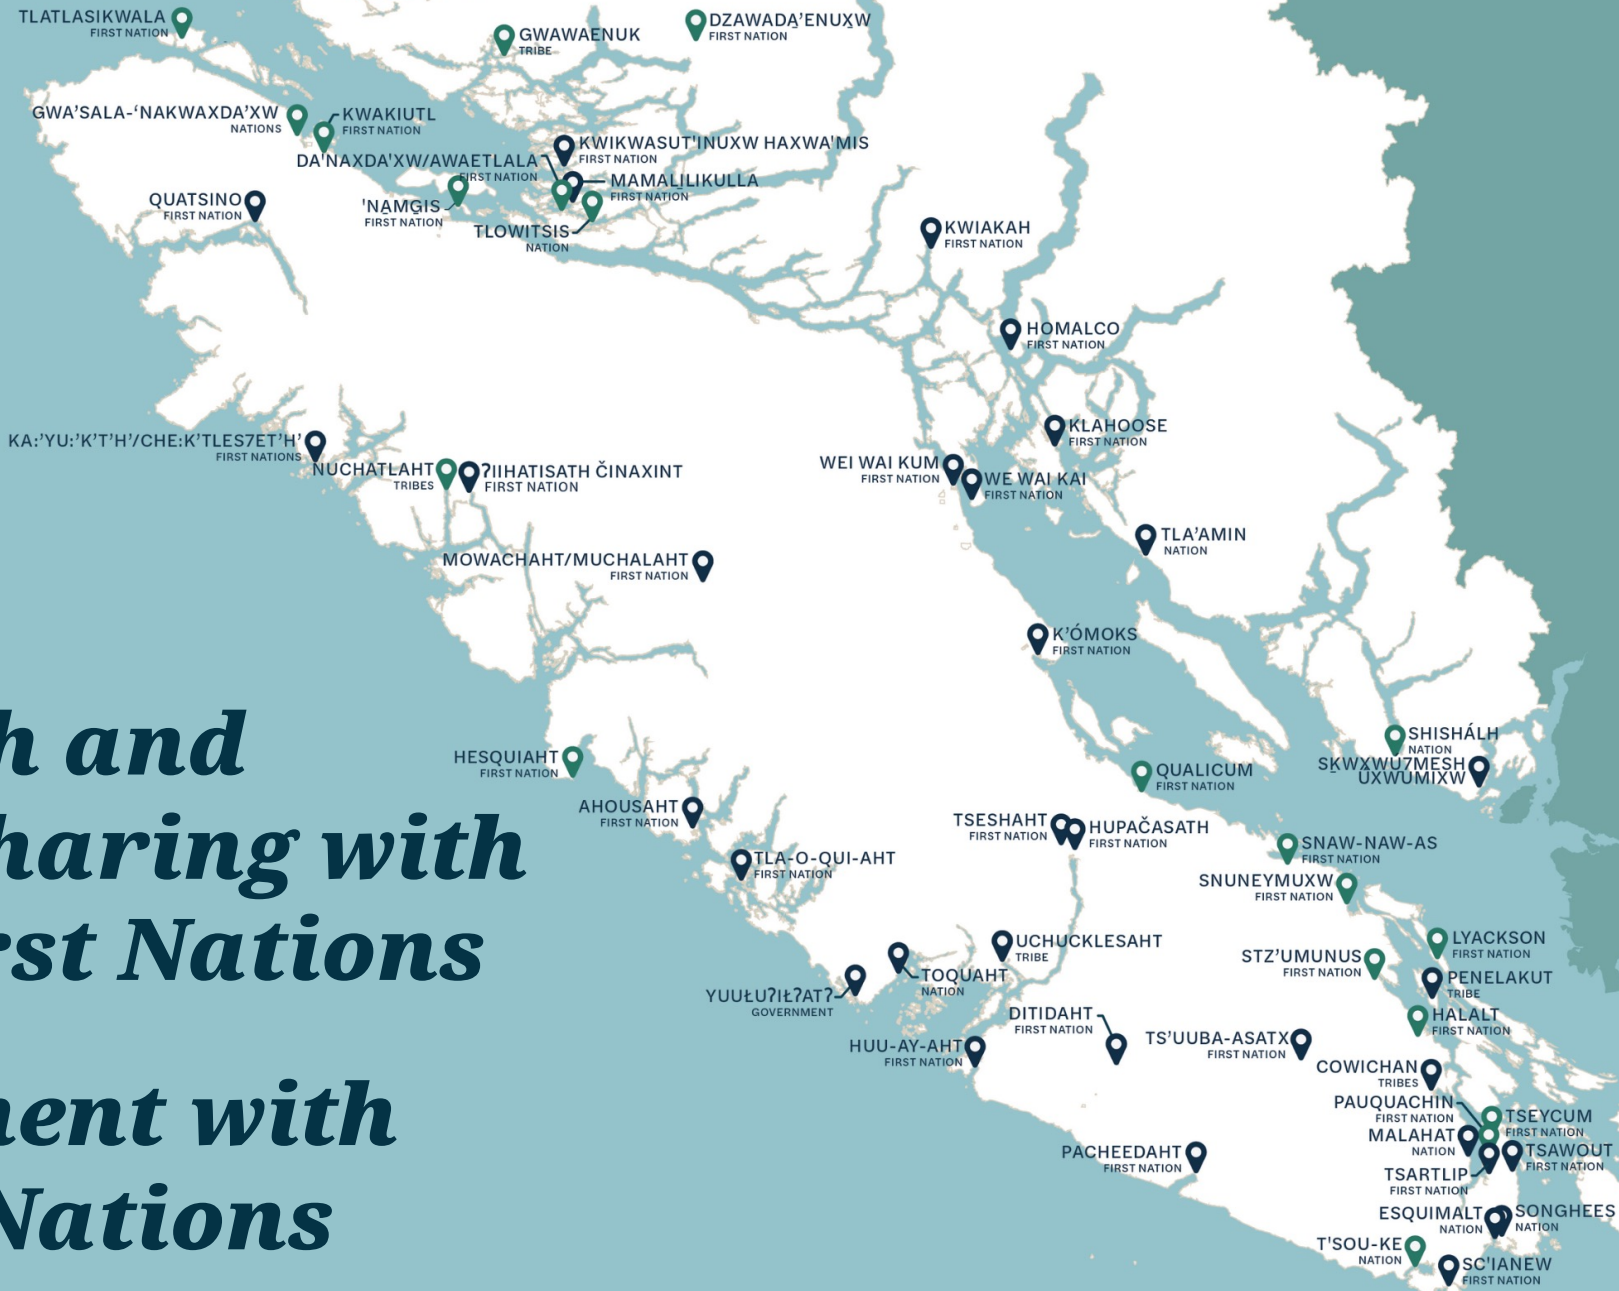 TLATLASIKWALA
FIRST NATION
GWAWAENUK
TRIBE
DZAWADA̱'ENUX̱W
FIRST NATION
GWA'SALA-'NAKWAXDA'XW
NATIONS
KWAKIUTL
FIRST NATION
KWIKWASUT'INUXW HAXWA'MIS
FIRST NATION
DA'NAXDA'XW/AWAETLALA
FIRST NATION
MAMALILIKULLA
FIRST NATION
QUATSINO
FIRST NATION
'NA̱MG̱IS
FIRST NATION
TLOWITSIS
NATION
KWIAKAH
FIRST NATION
HOMALCO
FIRST NATION
KLAHOOSE
FIRST NATION
KA:'YU:'K'T'H'/CHE:K'TLES7ET'H'
FIRST NATIONS
NUCHATLAHT
TRIBES
ʔIIHATISATH ČINAXINT
FIRST NATION
WEI WAI KUM
FIRST NATION
WE WAI KAI
FIRST NATION
TLA'AMIN
NATION
MOWACHAHT/MUCHALAHT
FIRST NATION
K'ÓMOKS
FIRST NATION
h and
SHISHÁLH
NATION
SḴWX̱WÚ7MESH
ÚXWUMIXW
HESQUIAHT
FIRST NATION
QUALICUM
FIRST NATION
AHOUSAHT
FIRST NATION
haring with
TSESHAHT
FIRST NATION
HUPAČASATH
FIRST NATION
SNAW-NAW-AS
FIRST NATION
TLA-O-QUI-AHT
FIRST NATION
SNUNEYMUXW
FIRST NATION
rst Nations
UCHUCKLESAHT
TRIBE
LYACKSON
FIRST NATION
STZ'UMUNUS
FIRST NATION
TOQUAHT
NATION
PENELAKUT
TRIBE
YUUŁUʔIŁʔATʔ
GOVERNMENT
DITIDAHT
FIRST NATION
HALALT
FIRST NATION
HUU-AY-AHT
FIRST NATION
TS'UUBA-ASATX
FIRST NATION
COWICHAN
TRIBES
nent with
PAUQUACHIN
FIRST NATION
TSEYCUM
FIRST NATION
MALAHAT
NATION
PACHEEDAHT
FIRST NATION
TSAWOUT
FIRST NATION
TSARTLIP
FIRST NATION
Nations
ESQUIMALT
NATION
SONGHEES
NATION
T'SOU-KE
NATION
SC'IANEW
FIRST NATION